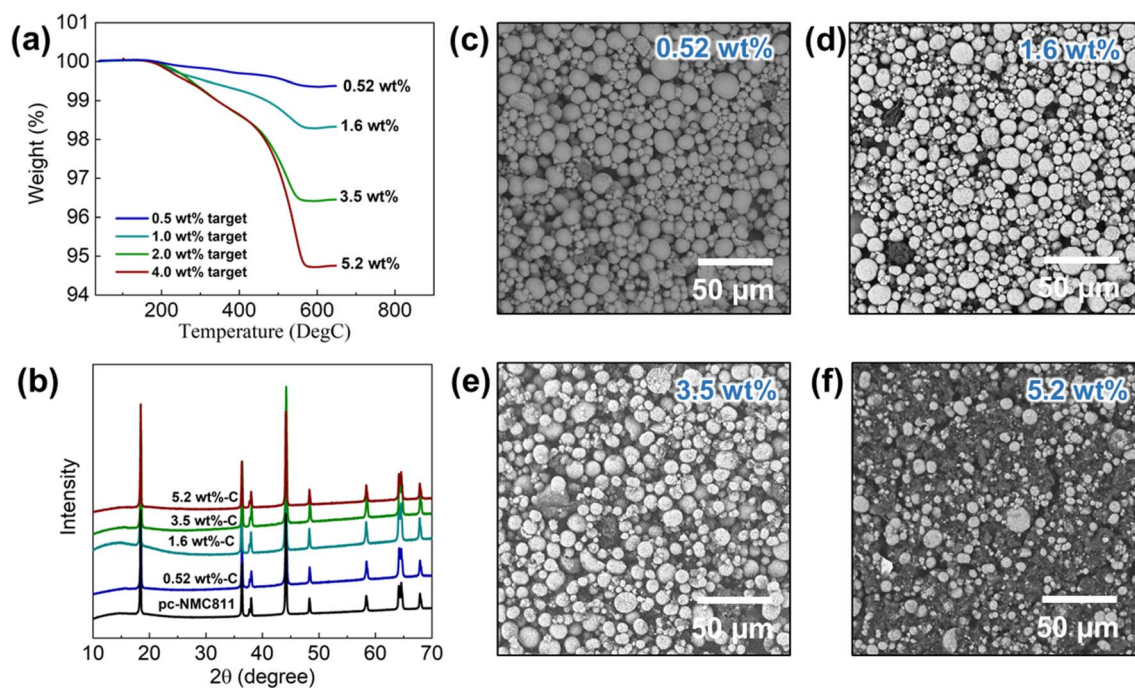 (a)
101
100
99
98
97
96
95
94
Weight (%)
0.52 wt%
1.6 wt%
3.5 wt%
5.2 wt%
0.5 wt% target
1.0 wt% target
2.0 wt% target
4.0 wt% target
200 400 600 800
Temperature (DegC)
(b)
Intensity
5.2 wt%-C
3.5 wt%-C
1.6 wt%-C
0.52 wt%-C
pc-NMC811
10 20 30 40 50 60 70
2θ (degree)
(c)
0.52 wt%
50 μm
(d)
1.6 wt%
50 μm
(e)
3.5 wt%
50 μm
(f)
5.2 wt%
50 μm